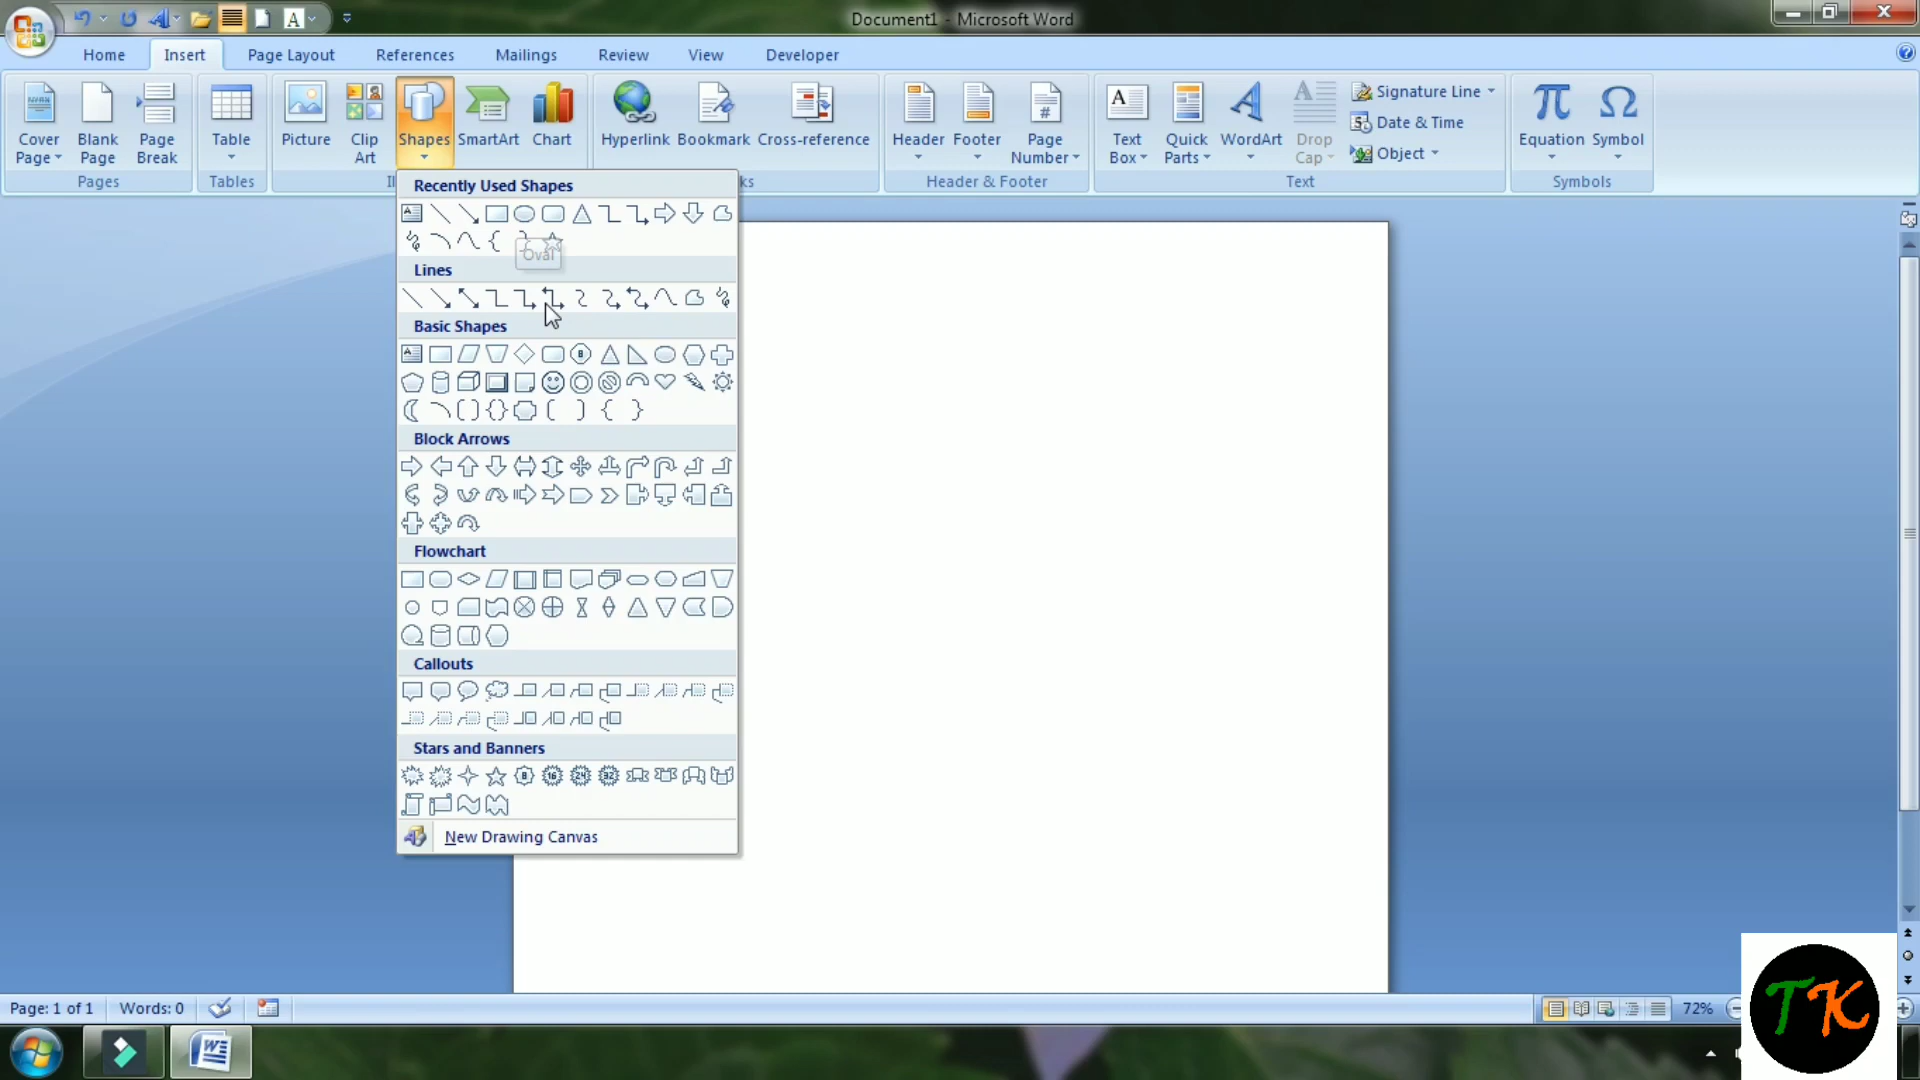 Document1 - Microsoft Word
Home Insert Page Layout References Mailings Review View Developer
Cover Page Blank Page Page Break Table Picture Clip Art Shapes SmartArt Chart Hyperlink Bookmark Cross-reference Header Footer Page Number Text Box Quick Parts WordArt Drop Cap Signature Line Date & Time Object Equation Symbol
Pages Tables Header & Footer Text Symbols
Recently Used Shapes
Oval
Lines
Basic Shapes
Block Arrows
Flowchart
Callouts
Stars and Banners
New Drawing Canvas
Page: 1 of 1 Words: 0 72%
TK